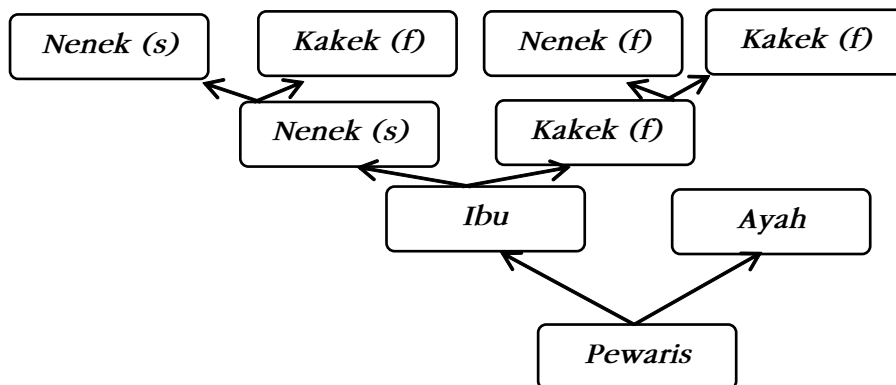 Nenek (s)
Kakek (f)
Nenek (f)
Kakek (f)
Nenek (s)
Kakek (f)
Ibu
Ayah
Pewaris